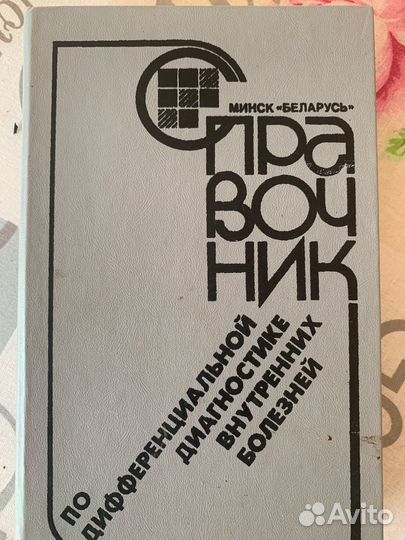 МИНСК «БЕЛАРУСЬ»
СПРА
ВОЧ
НИК
ПО
ДИФФЕРЕНЦИАЛЬНОЙ
ДИАГНОСТИКЕ
ВНУТРЕННИХ
БОЛЕЗНЕЙ
Avito